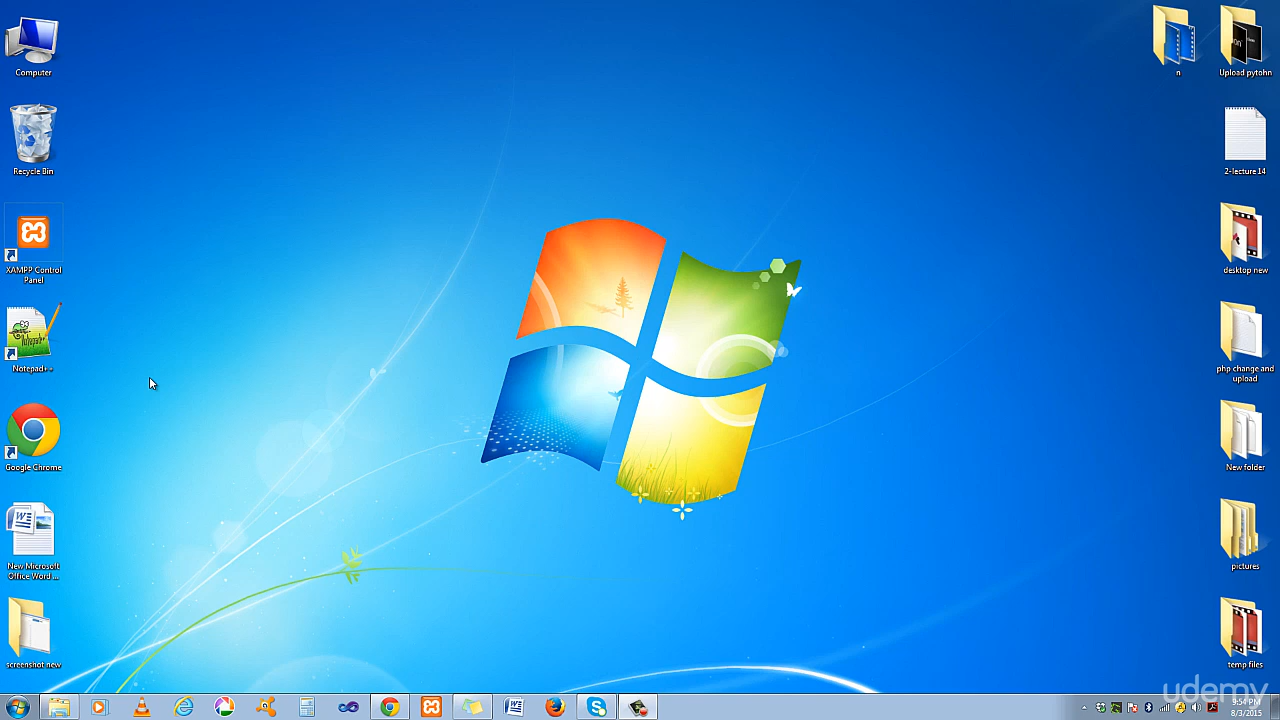 Computer
Recycle Bin
XAMPP Control
Panel
Notepad++
Google Chrome
New Microsoft
Office Word ...
screenshot new
n
Upload pytohn
2-lecture 14
desktop new
php change and
upload
New folder
pictures
temp files
udemy
9:54 PM
8/3/2015